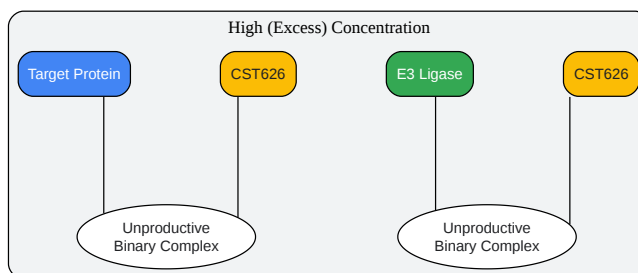 High (Excess) Concentration
Target Protein
CST626
E3 Ligase
CST626
Unproductive
Binary Complex
Unproductive
Binary Complex